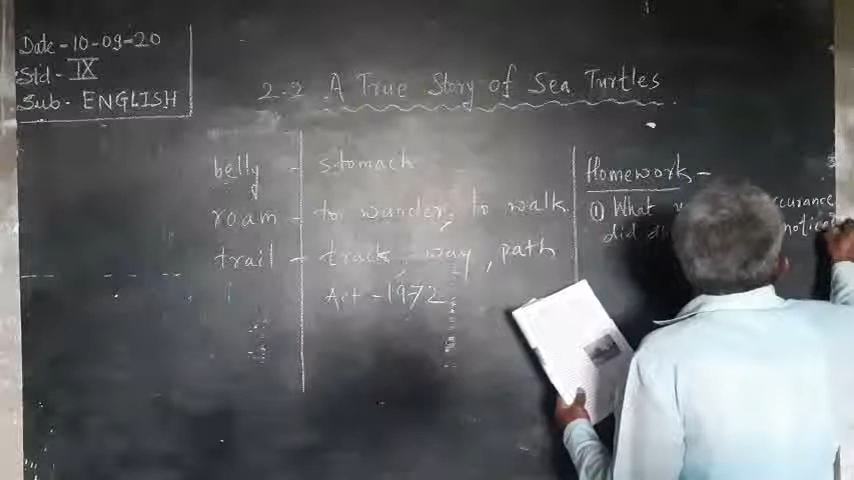 Date - 10-09-20
Std - IX
Sub - ENGLISH
2.2 A True Story of Sea Turtles
belly - stomach
roam - to wander, to walk
trail - track - way, path
Act - 1972
Homework -
(1) What
did